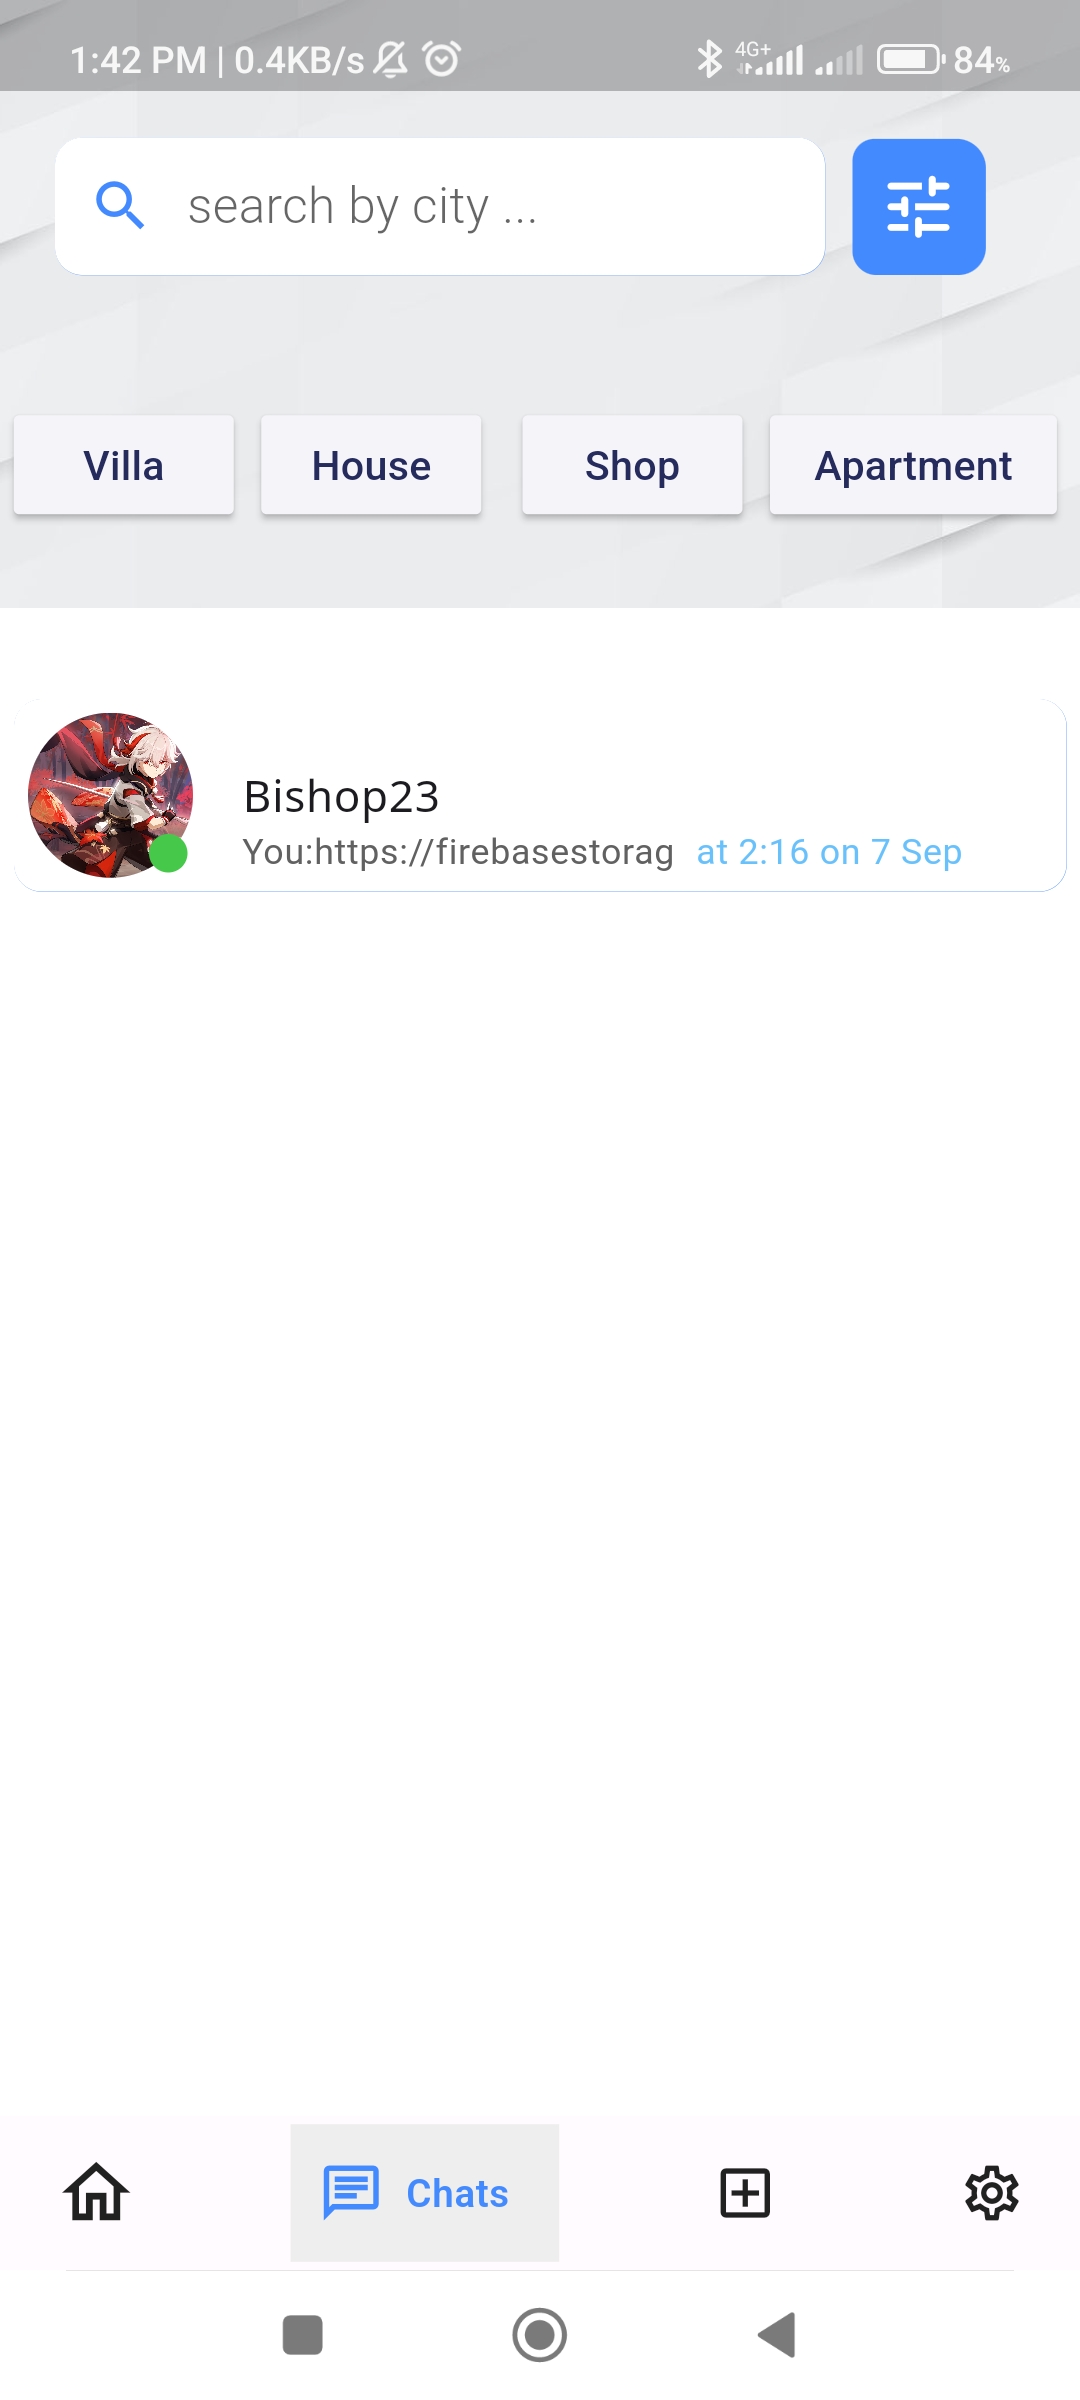 1:42 PM | 0.4KB/s 4G+ 84%
search by city ...
Villa House Shop Apartment
Bishop23
You:https://firebasestorag at 2:16 on 7 Sep
Chats